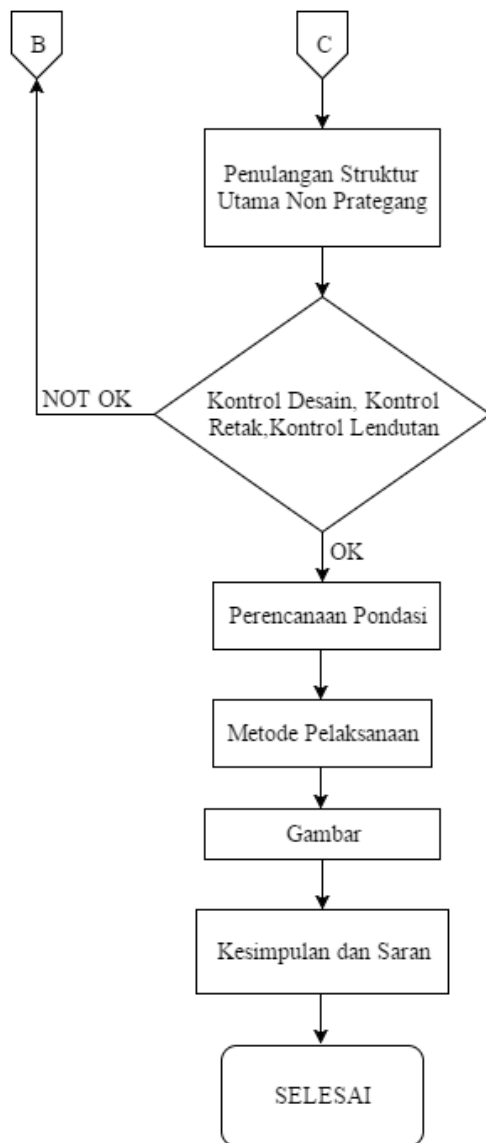 B
C
Penulangan Struktur
Utama Non Prategang
NOT OK
Kontrol Desain, Kontrol
Retak,Kontrol Lendutan
OK
Perencanaan Pondasi
Metode Pelaksanaan
Gambar
Kesimpulan dan Saran
SELESAI